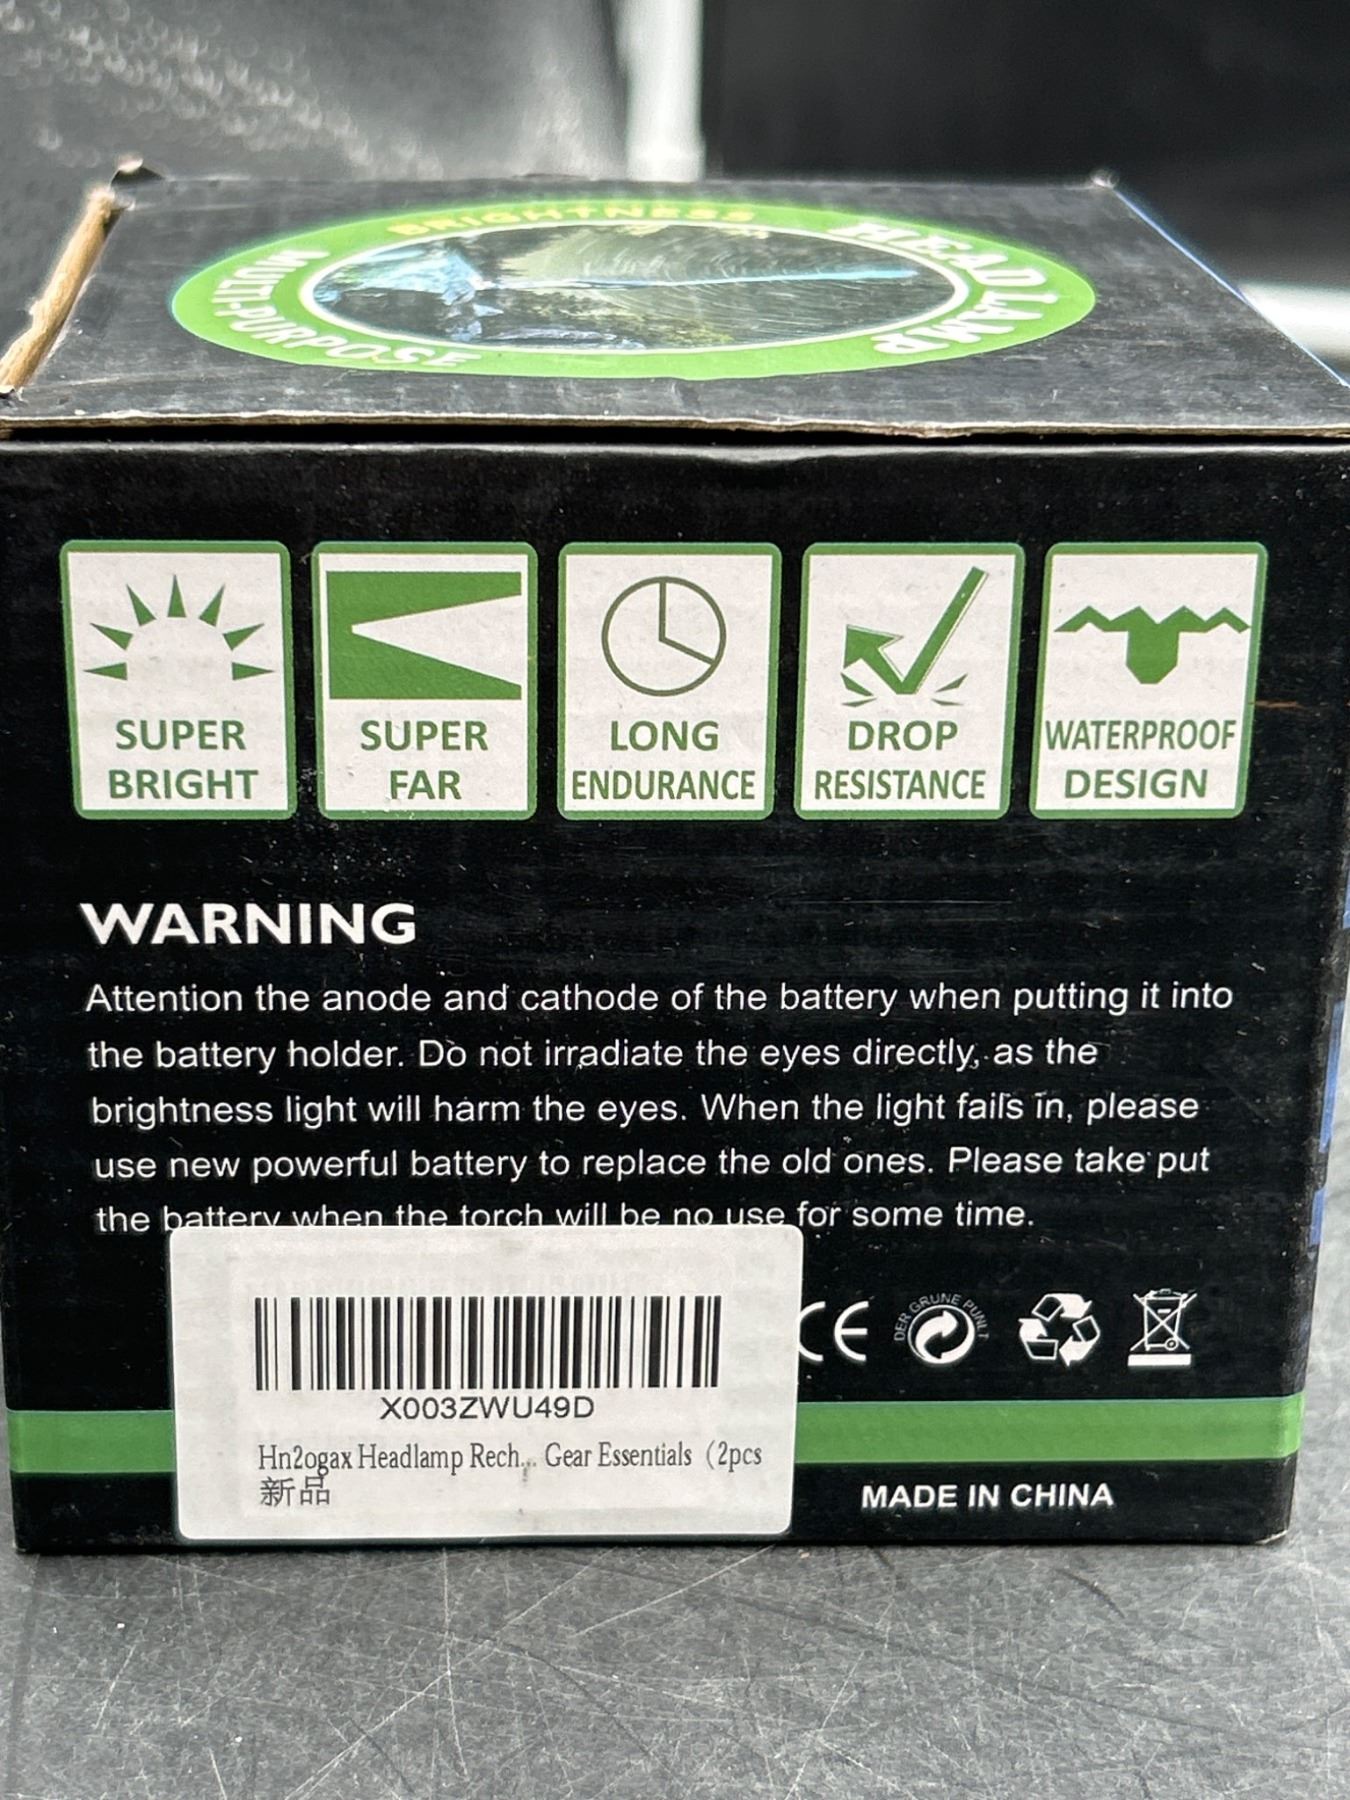 BRIGHTNESS
MULTI-PURPOSE
HEAD LAMP
SUPER
BRIGHT
SUPER
FAR
LONG
ENDURANCE
DROP
RESISTANCE
WATERPROOF
DESIGN
WARNING
Attention the anode and cathode of the battery when putting it into
the battery holder. Do not irradiate the eyes directly, as the
brightness light will harm the eyes. When the light fails in, please
use new powerful battery to replace the old ones. Please take put
the battery when the torch will be no use for some time.
CE
DER GRUNE PUNKT
X003ZWU49D
Hn2ogax Headlamp Rech... Gear Essentials（2pcs
新品
MADE IN CHINA